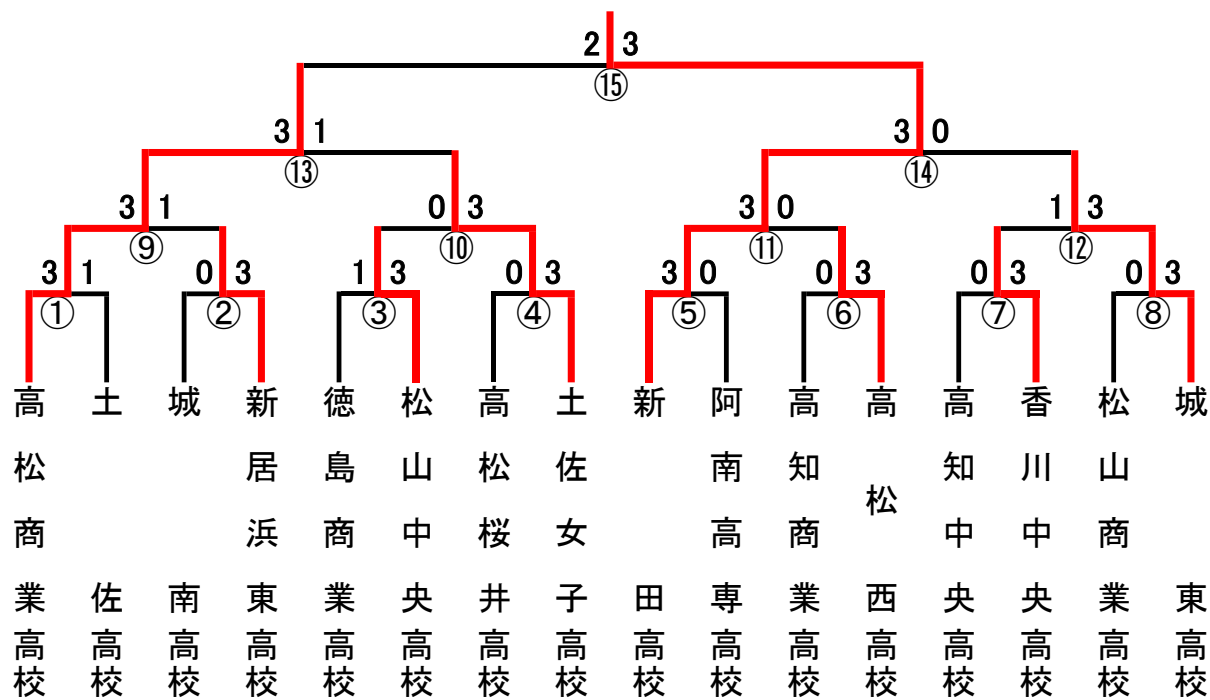 2 3
⑮
3 1
3 0
⑬
⑭
3 1
0 3
3 0
1 3
⑨
⑩
⑪
⑫
3 1
0 3
1 3
0 3
3 0
0 3
0 3
0 3
①
②
③
④
⑤
⑥
⑦
⑧
高松商業高校
土佐高校
城南高校
新居浜東高校
徳島商業高校
松山中央高校
高松桜井高校
土佐女子高校
新田高校
阿南高専高校
高知商業高校
高松西高校
高知中央高校
香川中央高校
松山商業高校
城東高校